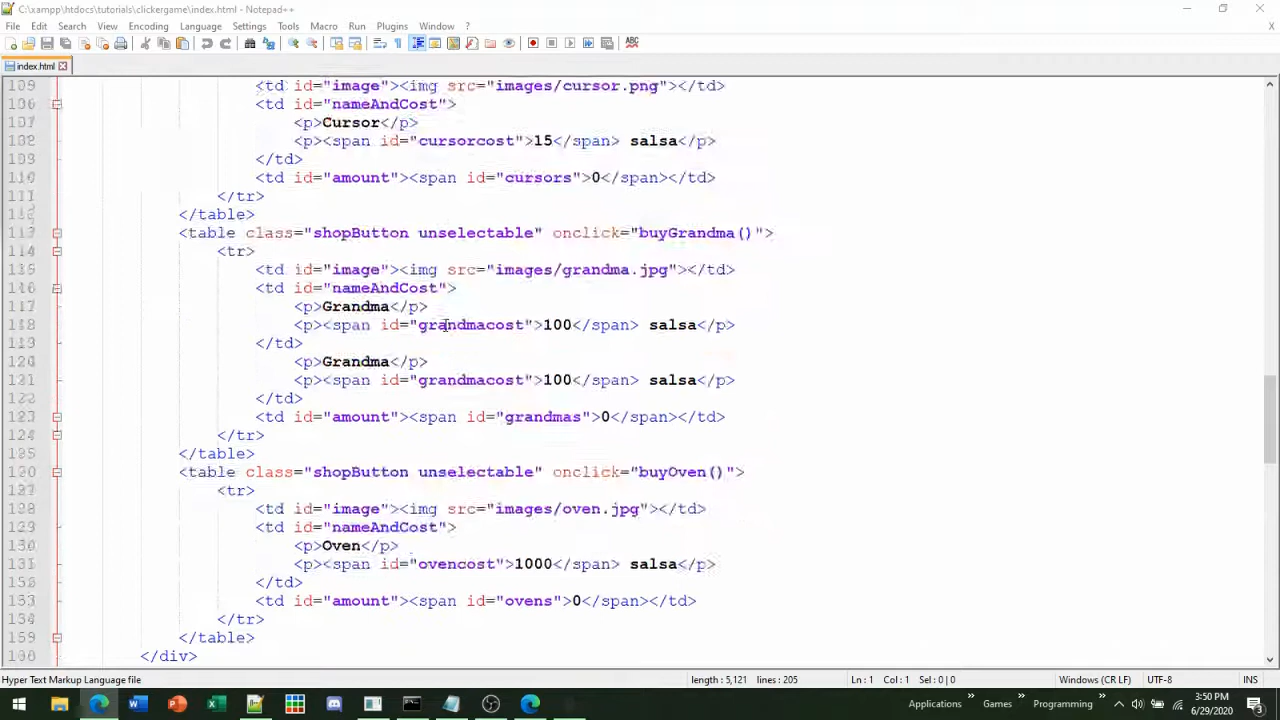 C:\xampp\htdocs\tutorials\clickergame\index.html - Notepad++
File Edit Search View Encoding Language Settings Tools Macro Run Plugins Window ?
index.html
<td id="image"><img src="images/cursor.png"></td>
<td id="nameAndCost">
<p>Cursor</p>
<p><span id="cursorcost">15</span> salsa</p>
</td>
110 <td id="amount"><span id="cursors">0</span></td>
111 </tr>
</table>
<table class="shopButton unselectable" onclick="buyGrandma()">
114 <tr>
<td id="image"><img src="images/grandma.jpg"></td>
<td id="nameAndCost">
117 <p>Grandma</p>
<p><span id="grandmacost">100</span> salsa</p>
</td>
<p>Grandma</p>
<p><span id="grandmacost">100</span> salsa</p>
</td>
123 <td id="amount"><span id="grandmas">0</span></td>
124 </tr>
</table>
<table class="shopButton unselectable" onclick="buyOven()">
<tr>
<td id="image"><img src="images/oven.jpg"></td>
<td id="nameAndCost">
<p>Oven</p>
<p><span id="ovencost">1000</span> salsa</p>
</td>
<td id="amount"><span id="ovens">0</span></td>
</tr>
</table>
</div>
Hyper Text Markup Language file length : 5,121 lines : 205 Ln : 1 Col : 1 Sel : 0 | 0 Windows (CR LF) UTF-8 INS
Applications Games Programming 3:50 PM
6/29/2020